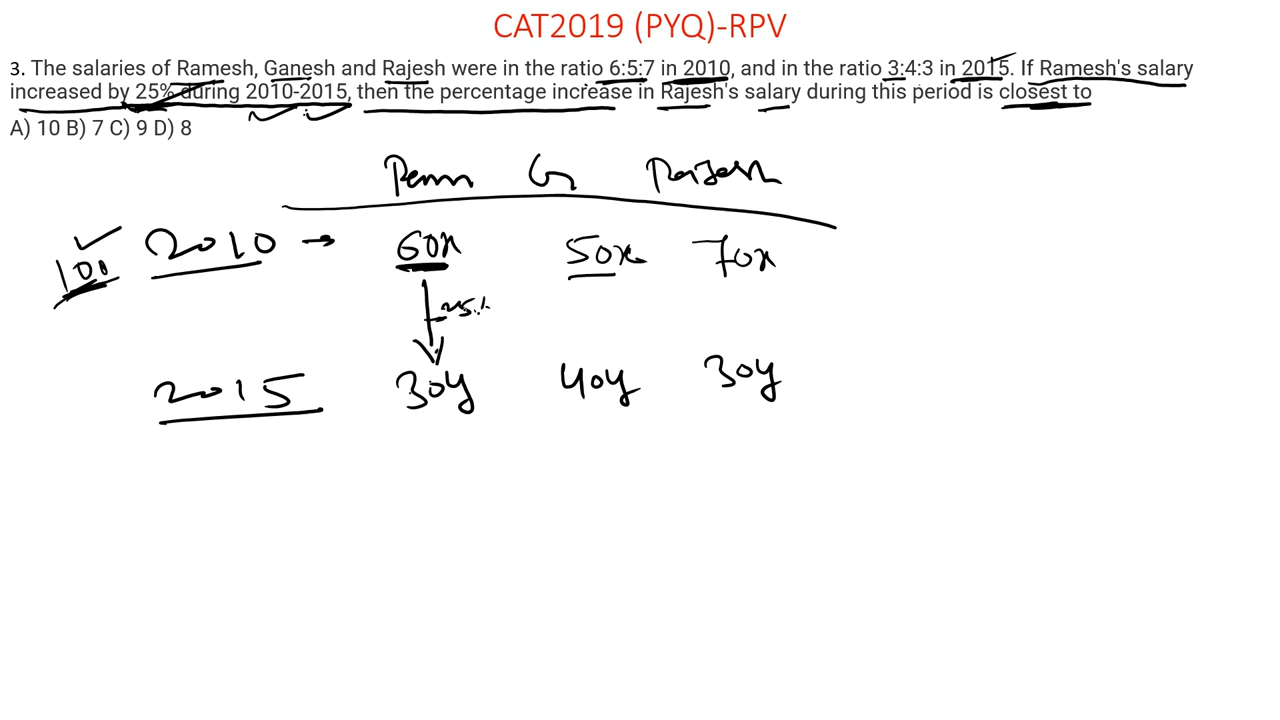 CAT2019 (PYQ)-RPV
3. The salaries of Ramesh, Ganesh and Rajesh were in the ratio 6:5:7 in 2010, and in the ratio 3:4:3 in 2015. If Ramesh's salary
increased by 25% during 2010-2015, then the percentage increase in Rajesh's salary during this period is closest to
A) 10 B) 7 C) 9 D) 8
Rajesh
100 2010 → 60x 50x 70x
25%
2015 30y 40y 30y